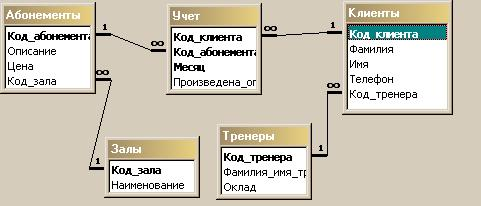 Абонементы
Код_абонемента
Описание
Цена
Код_зала
Учет
Код_клиента
Код_абонемента
Месяц
Произведена_оп
Клиенты
Код_клиента
Фамилия
Имя
Телефон
Код_тренера
Залы
Код_зала
Наименование
Тренеры
Код_тренера
Фамилия_имя_тр
Оклад
1
∞
∞
1
∞
1
1
∞